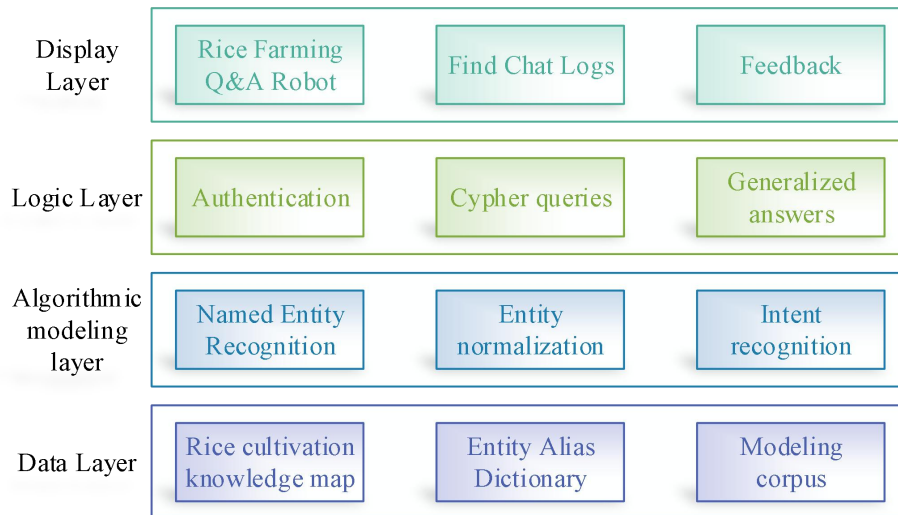 Display
Layer
Rice Farming
Q&A Robot
Find Chat Logs
Feedback
Logic Layer
Authentication
Cypher queries
Generalized
answers
Algorithmic
modeling
layer
Named Entity
Recognition
Entity
normalization
Intent
recognition
Data Layer
Rice cultivation
knowledge map
Entity Alias
Dictionary
Modeling
corpus